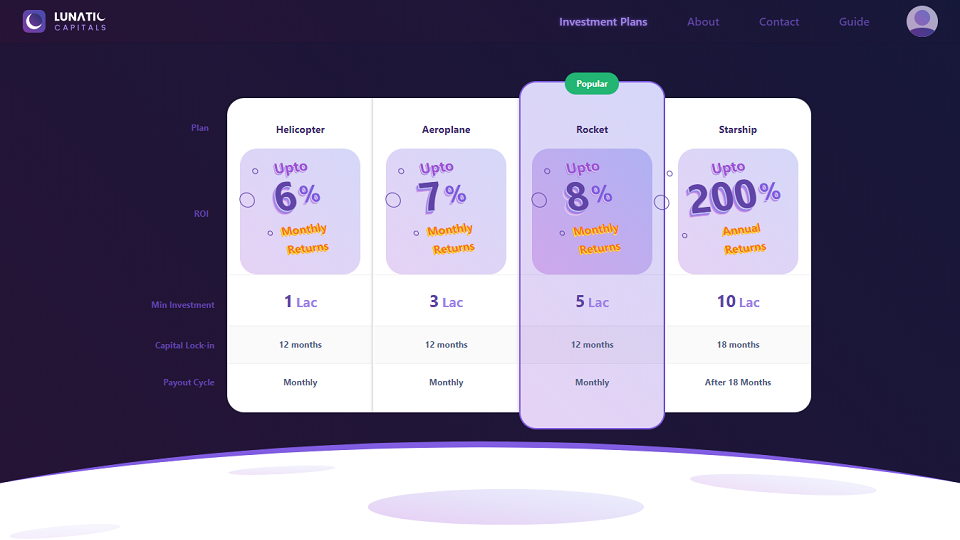 LUNATIC
CAPITALS
Investment Plans
About
Contact
Guide
Popular
Plan
Helicopter
Aeroplane
Rocket
Starship
ROI
Upto
6%
Monthly
Returns
Upto
7%
Monthly
Returns
Upto
8%
Monthly
Returns
Upto
200%
Annual
Returns
Min Investment
1 Lac
3 Lac
5 Lac
10 Lac
Capital Lock-in
12 months
12 months
12 months
18 months
Payout Cycle
Monthly
Monthly
Monthly
After 18 Months